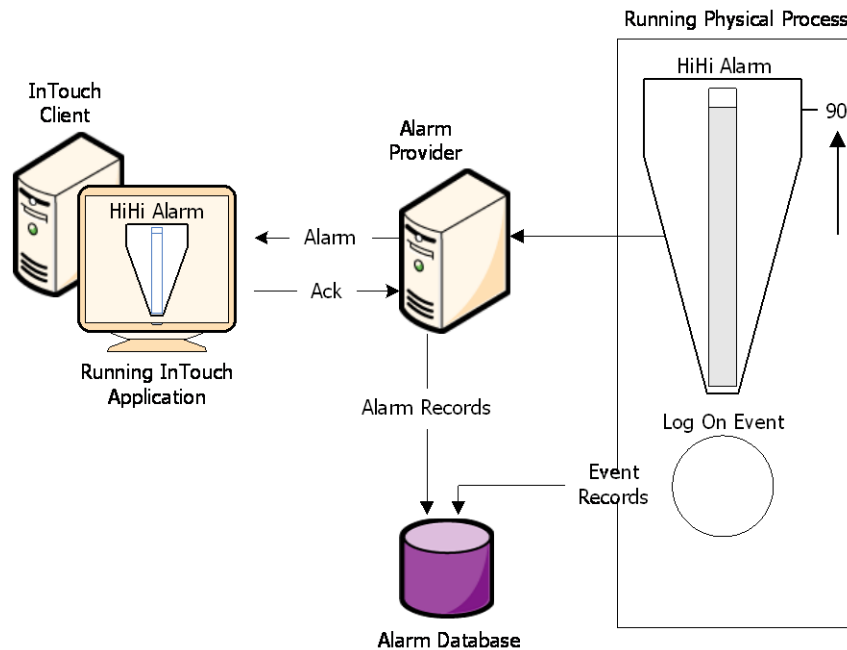 Running Physical Process
HiHi Alarm
90
InTouch
Client
Alarm
Provider
HiHi Alarm
Alarm
Ack
Running InTouch
Application
Alarm Records
Log On Event
Event
Records
Alarm Database